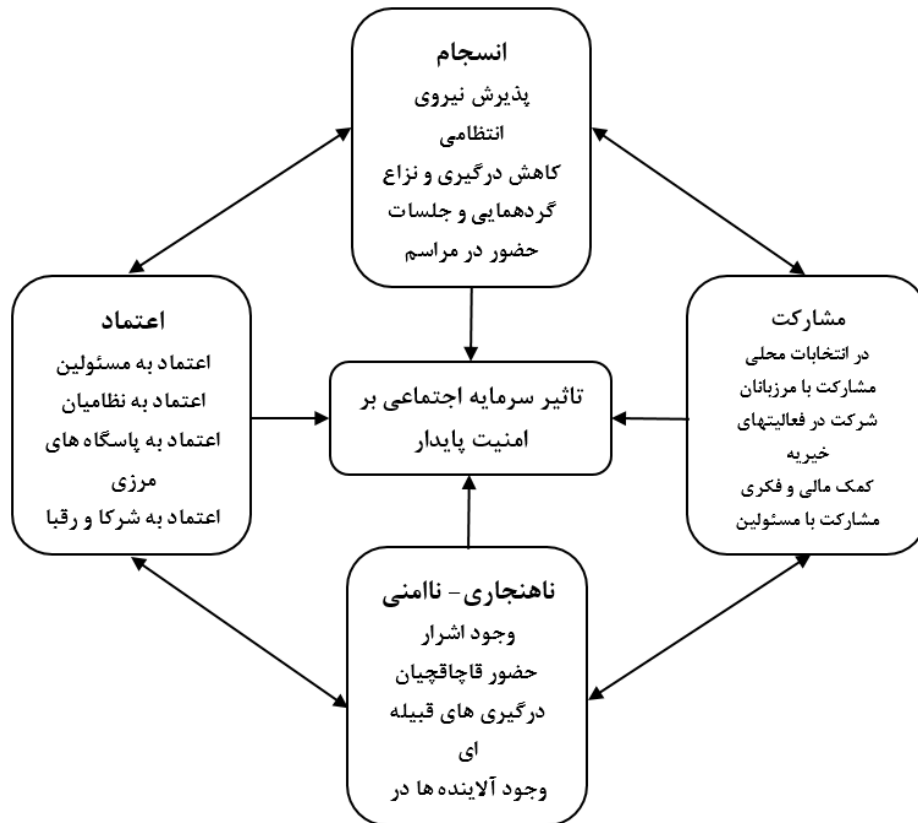 انسجام
پذیرش نیروی
انتظامی
کاهش درگیری و نزاع
گردهمایی و جلسات
حضور در مراسم
مشارکت
در انتخابات محلی
مشارکت با مرزبانان
شرکت در فعالیتهای
خیریه
کمک مالی و فکری
مشارکت با مسئولین
تاثیر سرمایه اجتماعی بر
امنیت پایدار
اعتماد
اعتماد به مسئولین
اعتماد به نظامیان
اعتماد به پاسگاه های
مرزی
اعتماد به شرکا و رقبا
ناهنجاری- ناامنی
وجود اشرار
حضور قاچاقچیان
درگیری های قبیله
ای
وجود آلاینده ها در